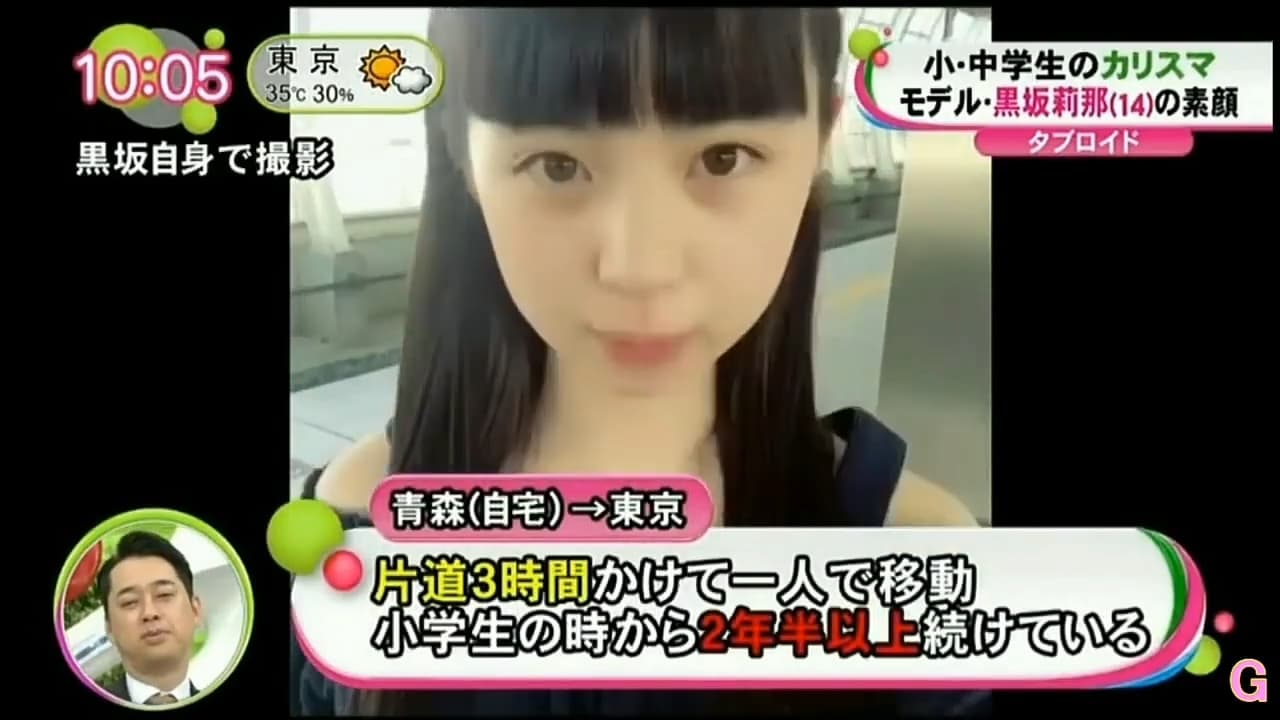 10:05
東京
35℃ 30%
小・中学生のカリスマ
モデル・黒坂莉那(14)の素顔
タブロイド
黒坂自身で撮影
青森(自宅)→東京
片道3時間かけて一人で移動
小学生の時から2年半以上続けている
G